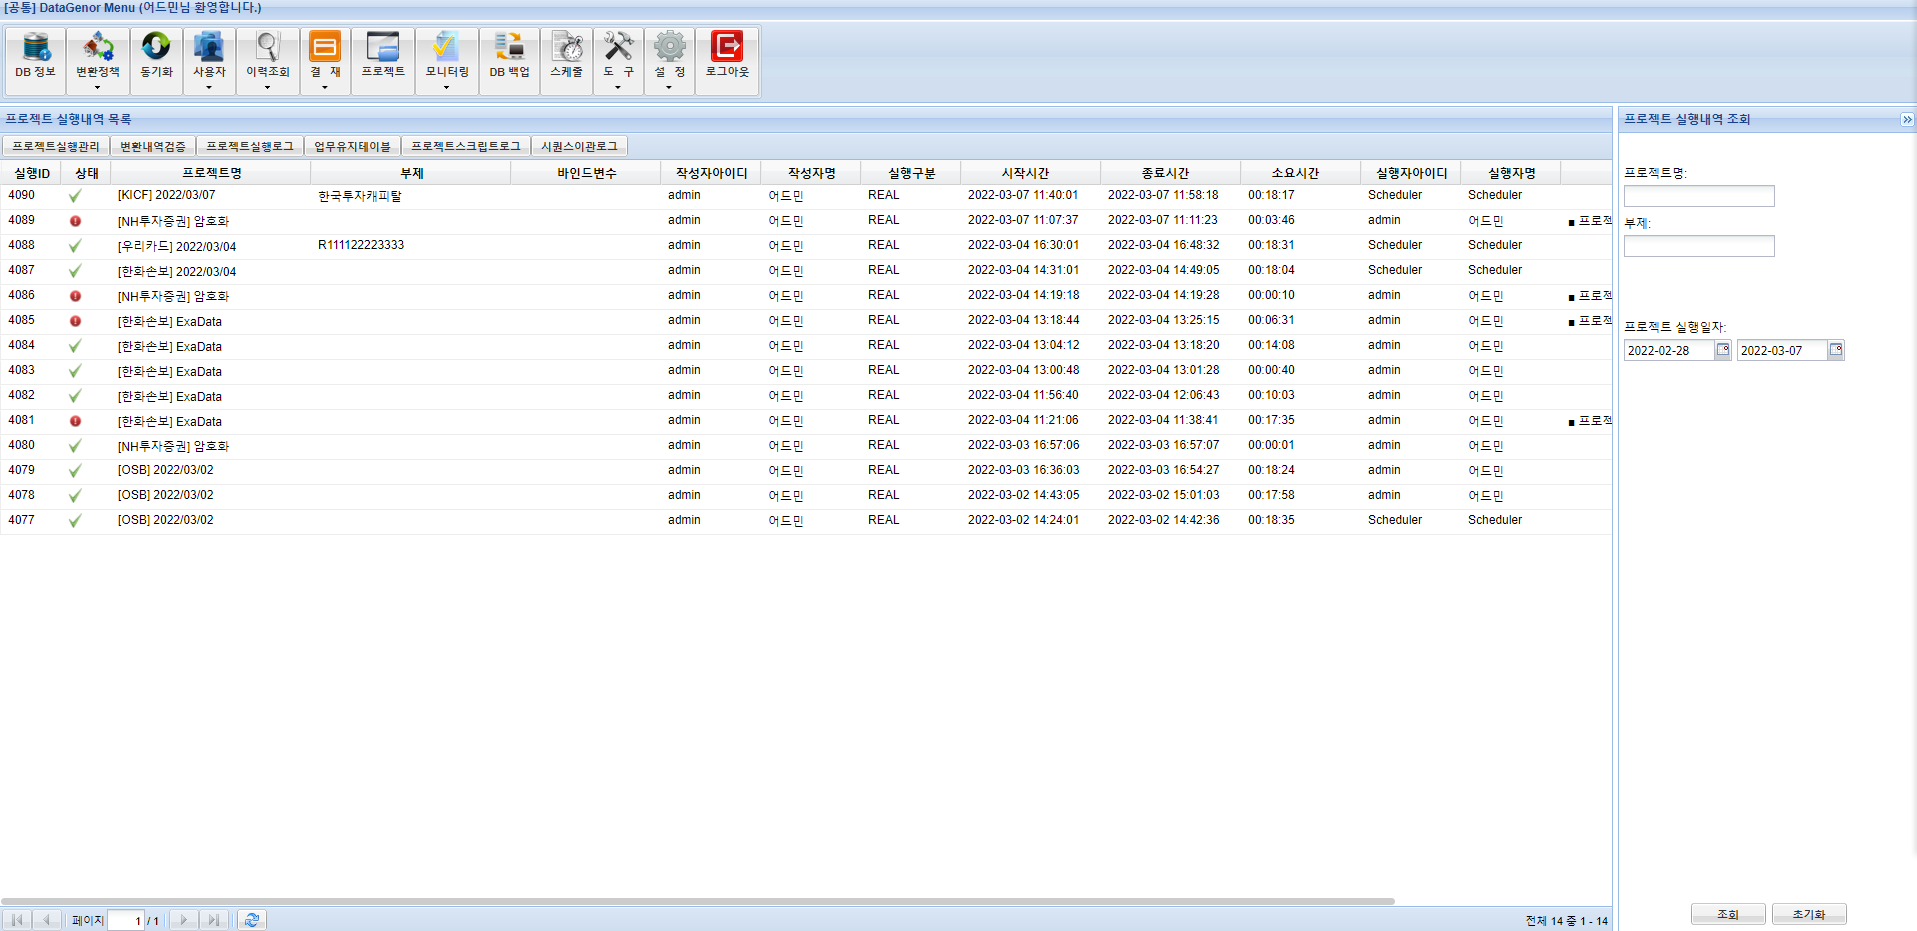 [공통] DataGenor Menu (어드민님 환영합니다.)
DB 정보 변환정책 동기화 사용자 이력조회 결 재 프로젝트 모니터링 DB 백업 스케줄 도 구 설 정 로그아웃
프로젝트 실행내역 목록
프로젝트실행관리 변환내역검증 프로젝트실행로그 업무유지테이블 프로젝트스크립트로그 시퀀스이관로그
실행ID 상태 프로젝트명 부제 바인드변수 작성자아이디 작성자명 실행구분 시작시간 종료시간 소요시간 실행자아이디 실행자명
4090 [KICF] 2022/03/07 한국투자캐피탈 admin 어드민 REAL 2022-03-07 11:40:01 2022-03-07 11:58:18 00:18:17 Scheduler Scheduler
4089 [NH투자증권] 암호화 admin 어드민 REAL 2022-03-07 11:07:37 2022-03-07 11:11:23 00:03:46 admin 어드민 ■ 프로젝
4088 [우리카드] 2022/03/04 R111122223333 admin 어드민 REAL 2022-03-04 16:30:01 2022-03-04 16:48:32 00:18:31 Scheduler Scheduler
4087 [한화손보] 2022/03/04 admin 어드민 REAL 2022-03-04 14:31:01 2022-03-04 14:49:05 00:18:04 Scheduler Scheduler
4086 [NH투자증권] 암호화 admin 어드민 REAL 2022-03-04 14:19:18 2022-03-04 14:19:28 00:00:10 admin 어드민 ■ 프로젝
4085 [한화손보] ExaData admin 어드민 REAL 2022-03-04 13:18:44 2022-03-04 13:25:15 00:06:31 admin 어드민 ■ 프로젝
4084 [한화손보] ExaData admin 어드민 REAL 2022-03-04 13:04:12 2022-03-04 13:18:20 00:14:08 admin 어드민
4083 [한화손보] ExaData admin 어드민 REAL 2022-03-04 13:00:48 2022-03-04 13:01:28 00:00:40 admin 어드민
4082 [한화손보] ExaData admin 어드민 REAL 2022-03-04 11:56:40 2022-03-04 12:06:43 00:10:03 admin 어드민
4081 [한화손보] ExaData admin 어드민 REAL 2022-03-04 11:21:06 2022-03-04 11:38:41 00:17:35 admin 어드민 ■ 프로젝
4080 [NH투자증권] 암호화 admin 어드민 REAL 2022-03-03 16:57:06 2022-03-03 16:57:07 00:00:01 admin 어드민
4079 [OSB] 2022/03/02 admin 어드민 REAL 2022-03-03 16:36:03 2022-03-03 16:54:27 00:18:24 admin 어드민
4078 [OSB] 2022/03/02 admin 어드민 REAL 2022-03-02 14:43:05 2022-03-02 15:01:03 00:17:58 admin 어드민
4077 [OSB] 2022/03/02 admin 어드민 REAL 2022-03-02 14:24:01 2022-03-02 14:42:36 00:18:35 Scheduler Scheduler
페이지 1 / 1
전체 14 중 1 - 14
프로젝트 실행내역 조회
프로젝트명:
부제:
프로젝트 실행일자:
2022-02-28 2022-03-07
조회 초기화